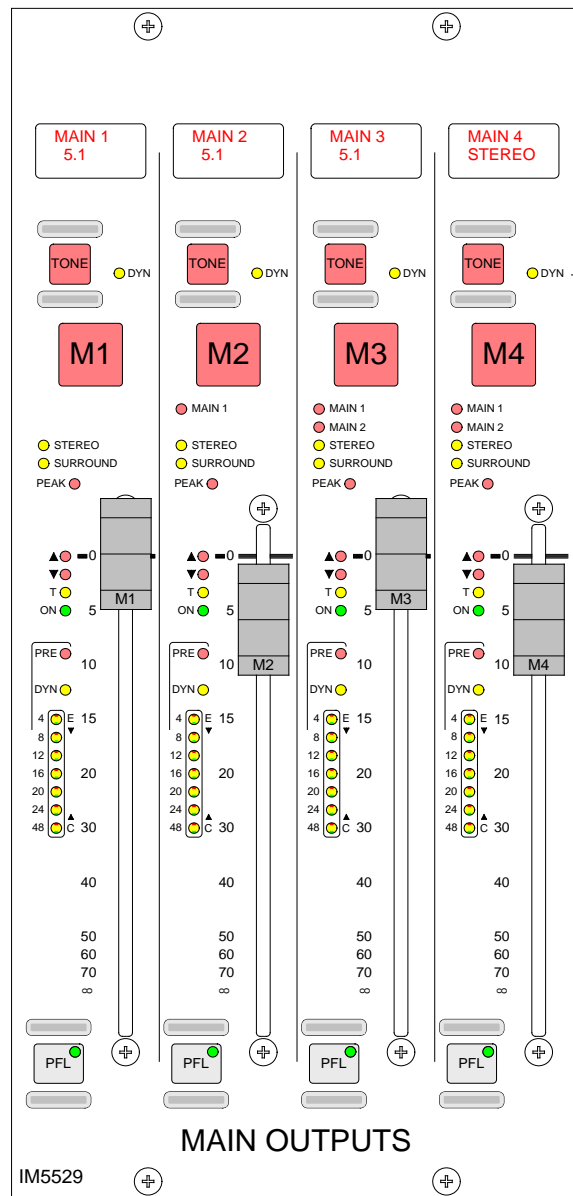 MAIN 1
5.1
MAIN 2
5.1
MAIN 3
5.1
MAIN 4
STEREO
TONE
DYN
TONE
DYN
TONE
DYN
TONE
DYN
M1
M2
M3
M4
MAIN 1
MAIN 1
MAIN 1
MAIN 2
MAIN 2
STEREO
STEREO
STEREO
STEREO
SURROUND
SURROUND
SURROUND
SURROUND
PEAK
PEAK
PEAK
PEAK
▲ 0
▲ 0
▲ 0
▲ 0
▼
▼
▼
▼
T
T
T
T
M1
M3
ON 5
ON 5
ON 5
ON 5
PRE 10
PRE 10
PRE 10
PRE 10
M2
M4
DYN
DYN
DYN
DYN
4 E 15
4 E 15
4 E 15
4 E 15
8 ▼
8 ▼
8 ▼
8 ▼
12
12
12
12
16 20
16 20
16 20
16 20
20
20
20
20
24 ▲
24 ▲
24 ▲
24 ▲
48 C 30
48 C 30
48 C 30
48 C 30
40
40
40
40
50
50
50
50
60
60
60
60
70
70
70
70
∞
∞
∞
∞
PFL
PFL
PFL
PFL
MAIN OUTPUTS
IM5529